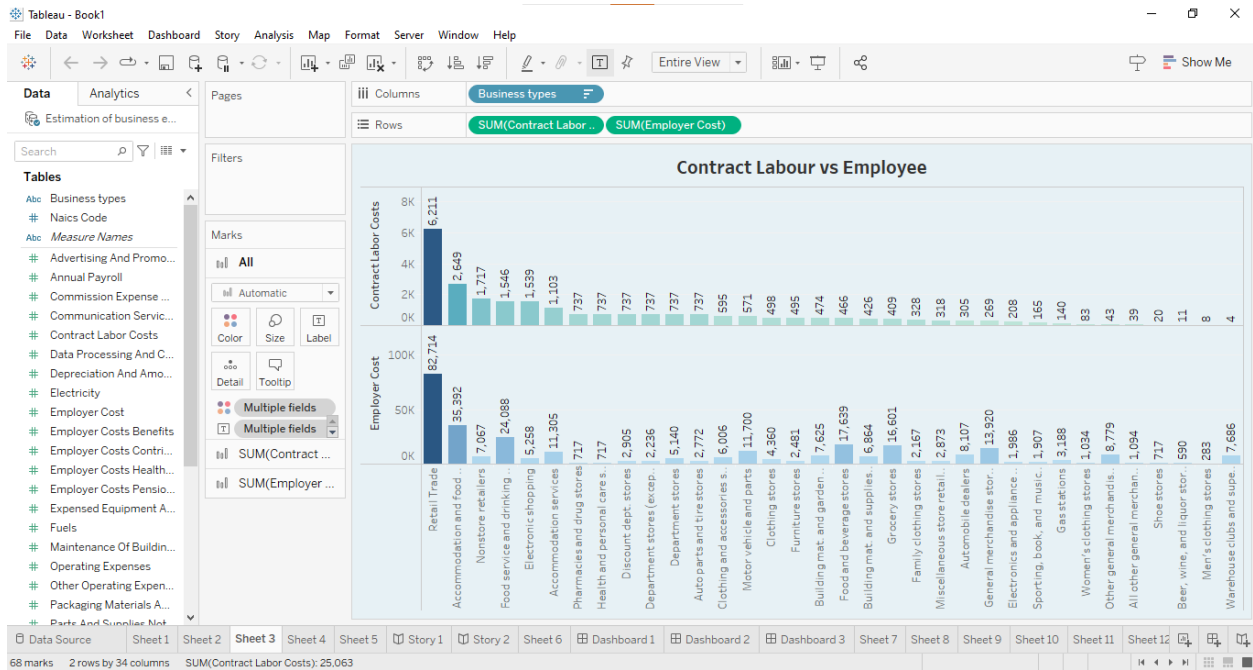 Tableau - Book1
File Data Worksheet Dashboard Story Analysis Map Format Server Window Help
Entire View
Show Me
Data Analytics
Estimation of business e...
Search
Tables
Abc Business types
# Naics Code
Abc Measure Names
# Advertising And Promo...
# Annual Payroll
# Commission Expense ...
# Communication Servic...
# Contract Labor Costs
# Data Processing And C...
# Depreciation And Amo...
# Electricity
# Employer Cost
# Employer Costs Benefits
# Employer Costs Contri...
# Employer Costs Health...
# Employer Costs Pensio...
# Expensed Equipment A...
# Fuels
# Maintenance Of Buildin...
# Operating Expenses
# Other Operating Expen...
# Packaging Materials A...
# Parts And Supplies Not
Pages
Filters
Marks
All
Automatic
Color Size Label
Detail Tooltip
Multiple fields
Multiple fields
SUM(Contract ...
SUM(Employer ...
Columns Business types
Rows SUM(Contract Labor .. SUM(Employer Cost)
Contract Labour vs Employee
Contract Labor Costs
8K
6K
4K
2K
0K
6,211 2,649 1,717 1,546 1,539 1,103 737 737 737 737 737 737 595 571 498 495 474 466 426 409 328 318 305 269 208 165 140 83 43 39 20 11 8 4
Employer Cost
100K
50K
0K
82,714 35,392 7,067 24,088 5,258 11,305 717 717 2,905 2,236 5,140 2,772 6,006 11,700 4,360 2,481 7,625 17,639 6,864 16,601 2,167 2,873 8,107 13,920 1,986 1,907 3,188 1,034 8,779 1,094 717 590 283 7,686
Retail Trade
Accommodation and food ..
Nonstore retailers
Food service and drinking ..
Electronic shopping
Accommodation services
Pharmacies and drug stores
Health and personal care s..
Discount dept. stores
Department stores (excep..
Department stores
Auto parts and tire stores
Clothing and accessories s..
Motor vehicle and parts
Clothing stores
Furniture stores
Building mat. and garden ..
Food and beverage stores
Building mat. and supplies..
Grocery stores
Family clothing stores
Miscellaneous store retail..
Automobile dealers
General merchandise stor..
Electronics and appliance ..
Sporting, book, and music..
Gas stations
Women's clothing stores
Other general merchandis..
All other general merchan..
Shoe stores
Beer, wine, and liquor stor..
Men's clothing stores
Warehouse clubs and supe..
Data Source Sheet 1 Sheet 2 Sheet 3 Sheet 4 Sheet 5 Story 1 Story 2 Sheet 6 Dashboard 1 Dashboard 2 Dashboard 3 Sheet 7 Sheet 8 Sheet 9 Sheet 10 Sheet 11 Sheet 12
68 marks 2 rows by 34 columns SUM(Contract Labor Costs): 25,063